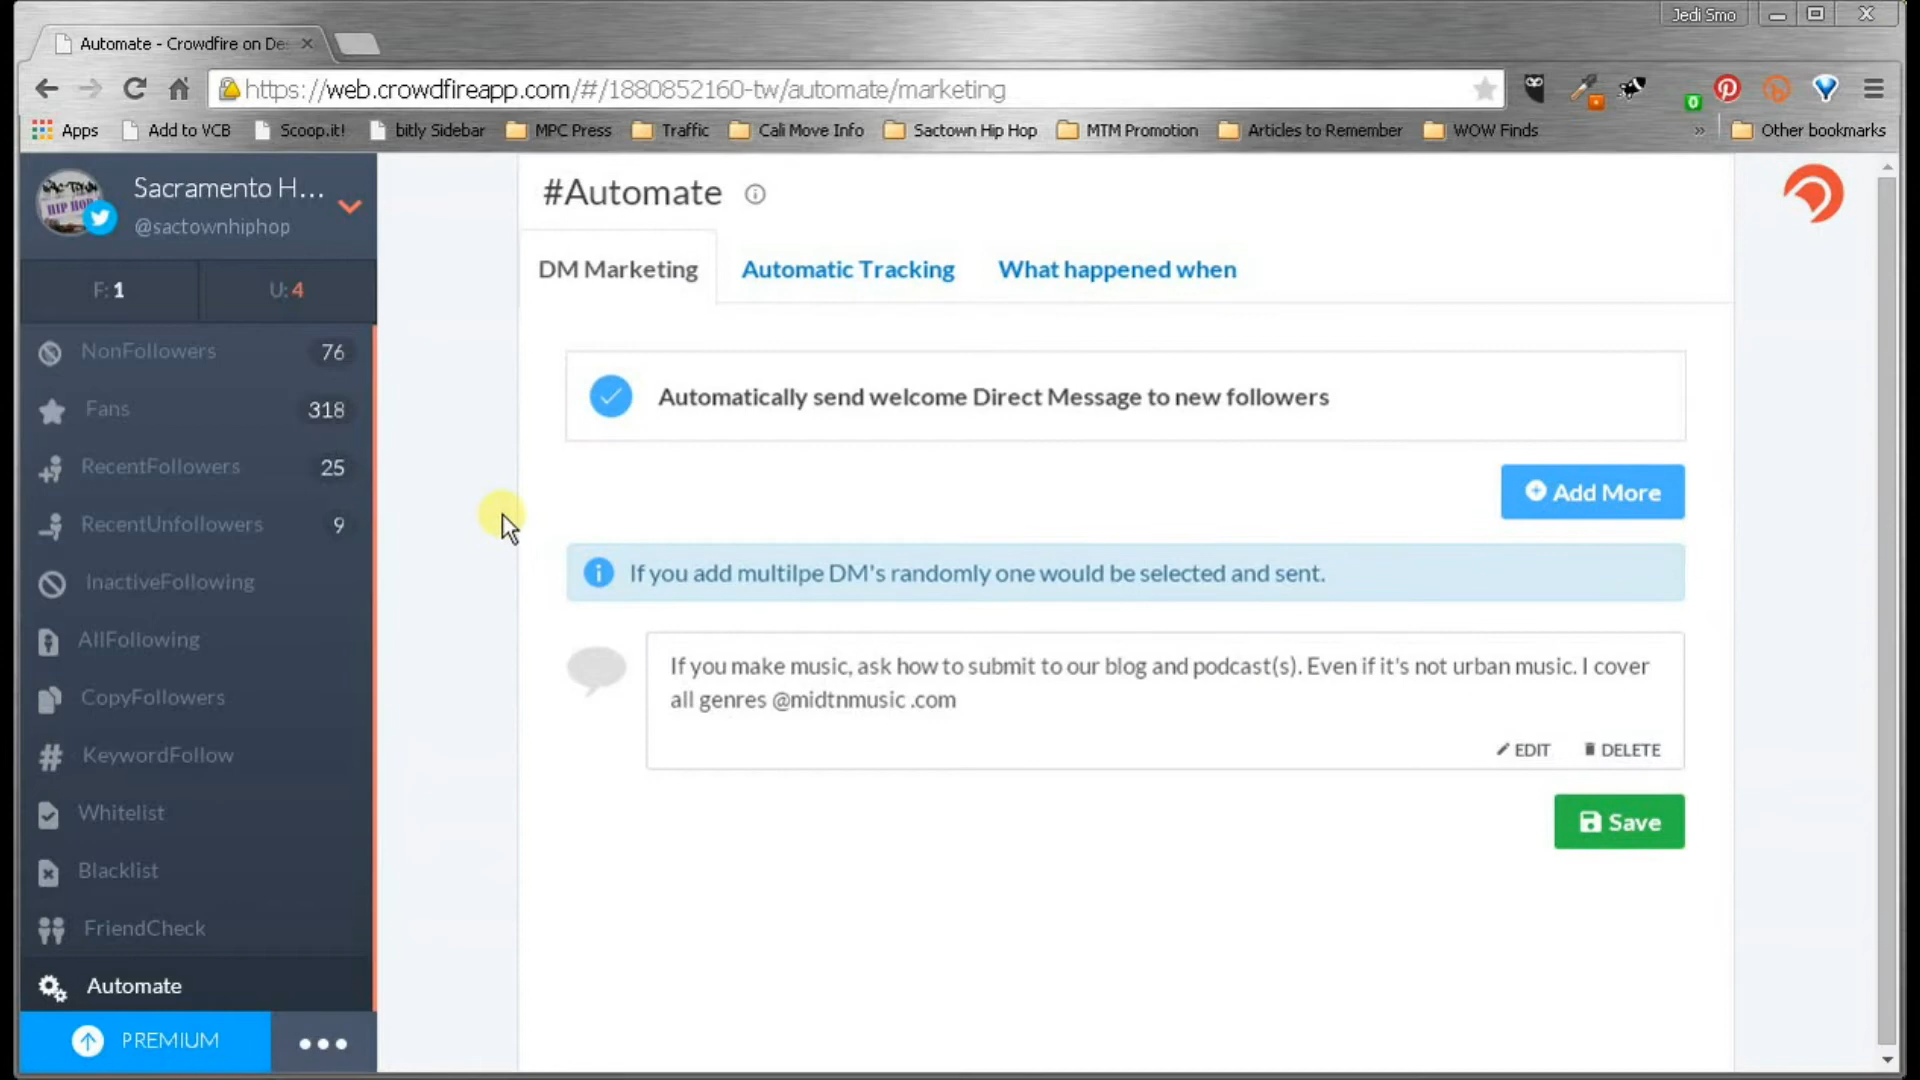 Jedi Smo
Automate - Crowdfire on De
https://web.crowdfireapp.com/#/1880852160-tw/automate/marketing
0
Apps Add to VCB Scoop.it! bitly Sidebar MPC Press Traffic Cali Move Info Sactown Hip Hop MTM Promotion Articles to Remember WOW Finds » Other bookmarks
SAC-TOWN
HIP HOP
Sacramento H...
@sactownhiphop
F: 1 U: 4
NonFollowers 76
Fans 318
RecentFollowers 25
RecentUnfollowers 9
InactiveFollowing
AllFollowing
CopyFollowers
KeywordFollow
Whitelist
Blacklist
FriendCheck
Automate
PREMIUM
#Automate
DM Marketing Automatic Tracking What happened when
Automatically send welcome Direct Message to new followers
Add More
If you add multilpe DM's randomly one would be selected and sent.
If you make music, ask how to submit to our blog and podcast(s). Even if it's not urban music. I cover
all genres @midtnmusic .com
EDIT DELETE
Save